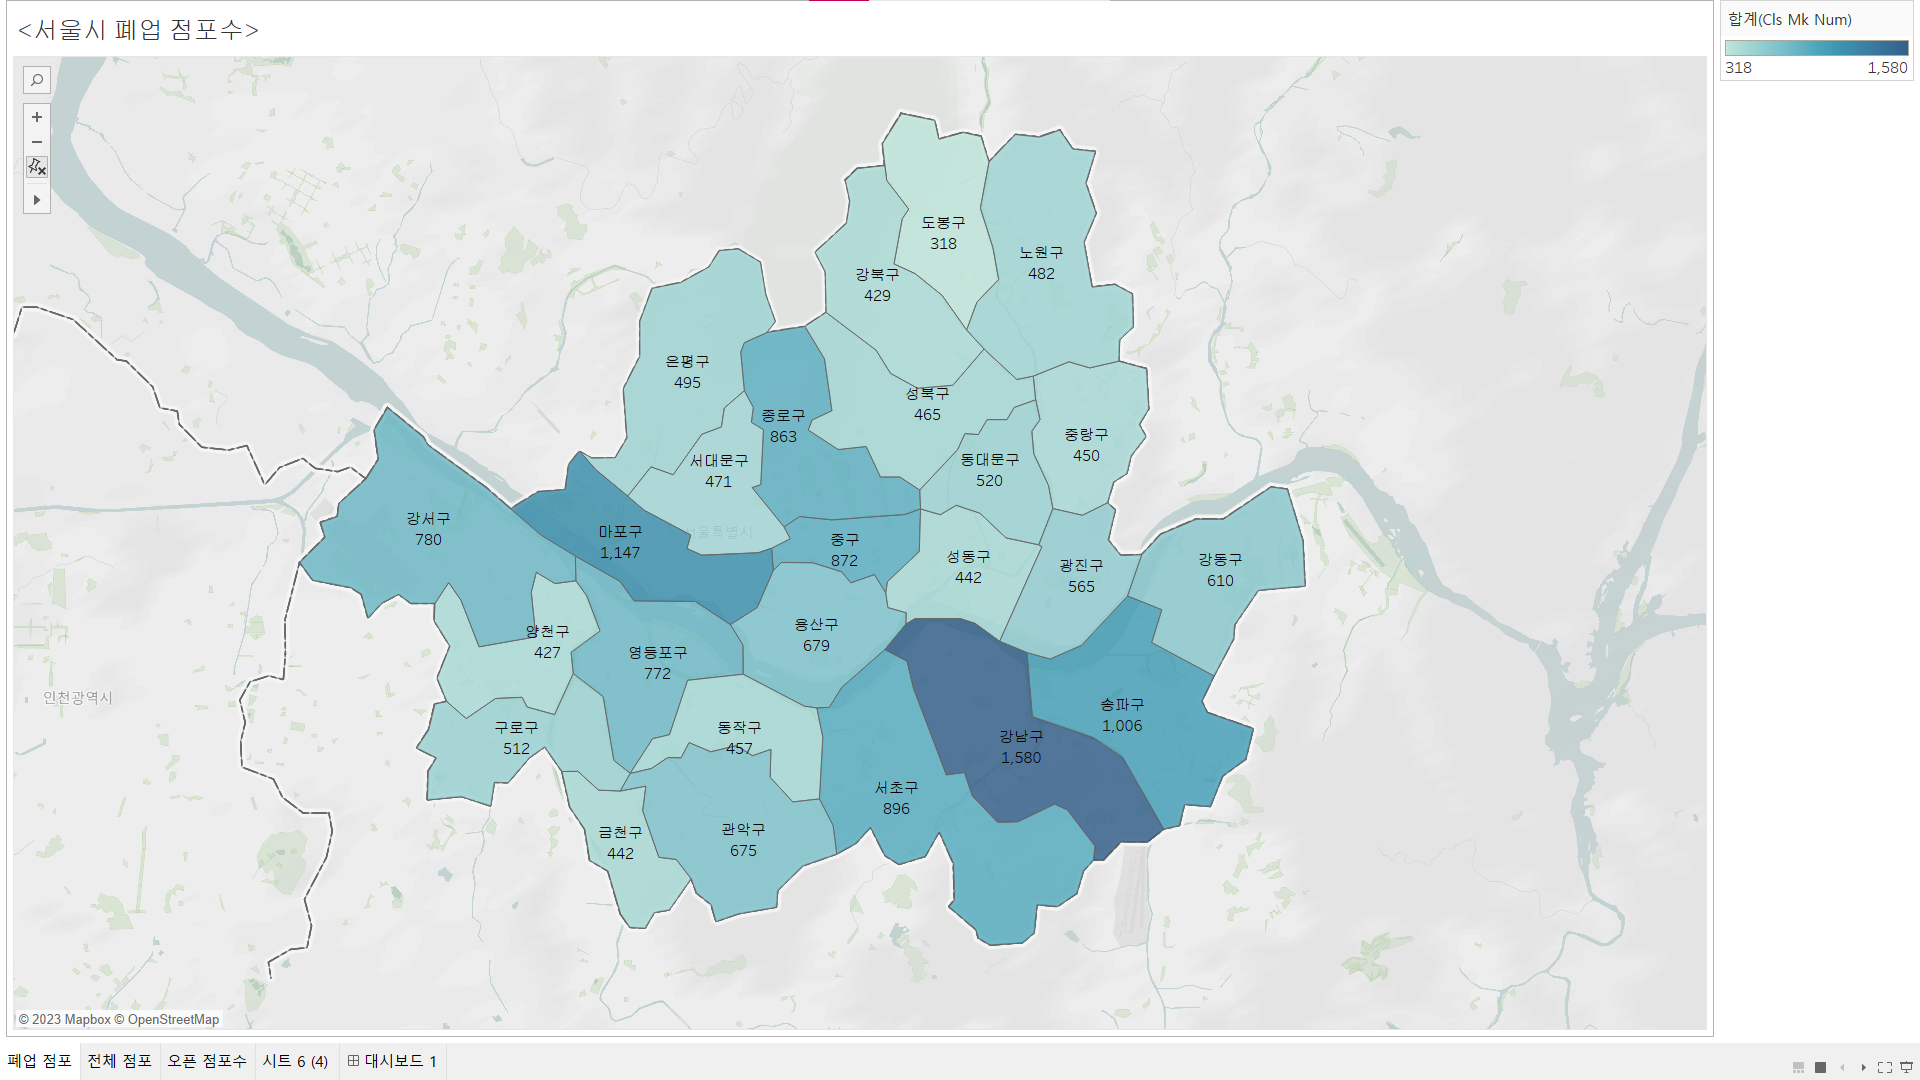 <서울시 폐업 점포수>
합계(Cls Mk Num)
318 1,580
도봉구
318
노원구
482
강북구
429
은평구
495
성북구
465
종로구
863
중랑구
450
서대문구
471
동대문구
520
강서구
780
마포구
1,147
서울특별시
중구
872
성동구
442
광진구
565
강동구
610
양천구
427
용산구
679
영등포구
772
인천광역시
구로구
512
동작구
457
송파구
1,006
강남구
1,580
서초구
896
금천구
442
관악구
675
© 2023 Mapbox © OpenStreetMap
폐업 점포 전체 점포 오픈 점포수 시트 6 (4) 대시보드 1